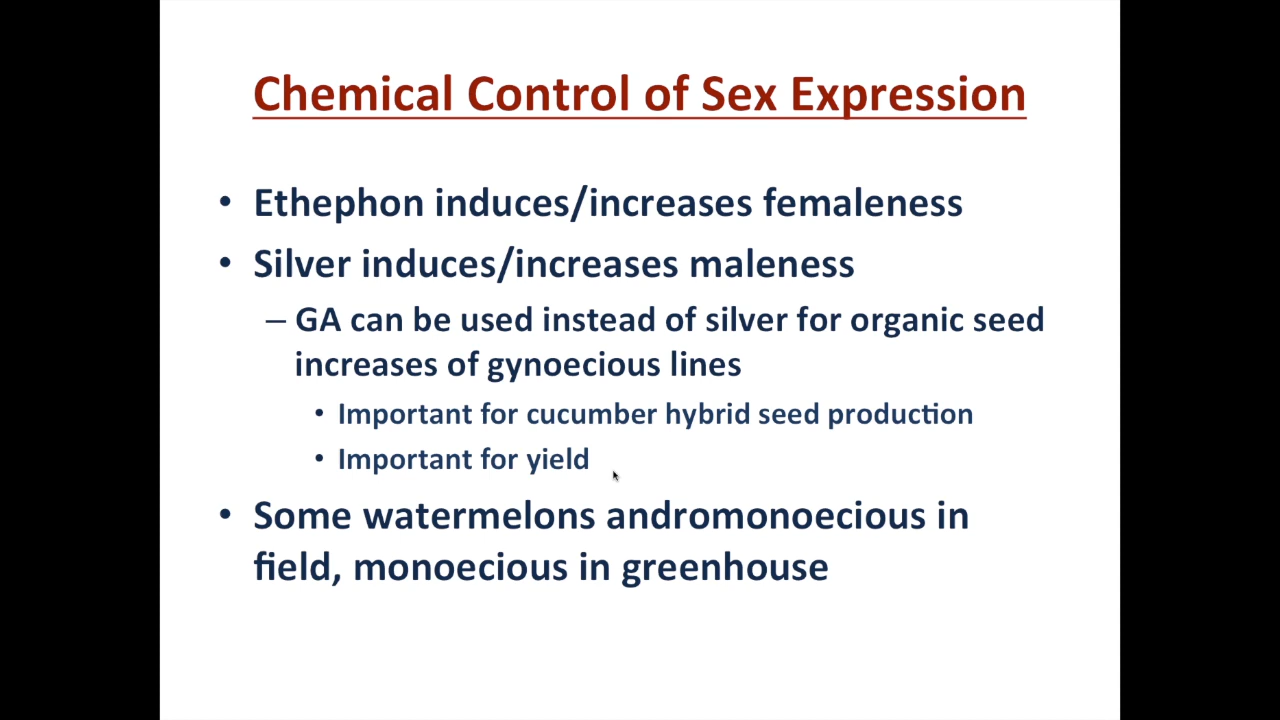 Chemical Control of Sex Expression
• Ethephon induces/increases femaleness
• Silver induces/increases maleness
– GA can be used instead of silver for organic seed
increases of gynoecious lines
• Important for cucumber hybrid seed production
• Important for yield
• Some watermelons andromonoecious in
field, monoecious in greenhouse